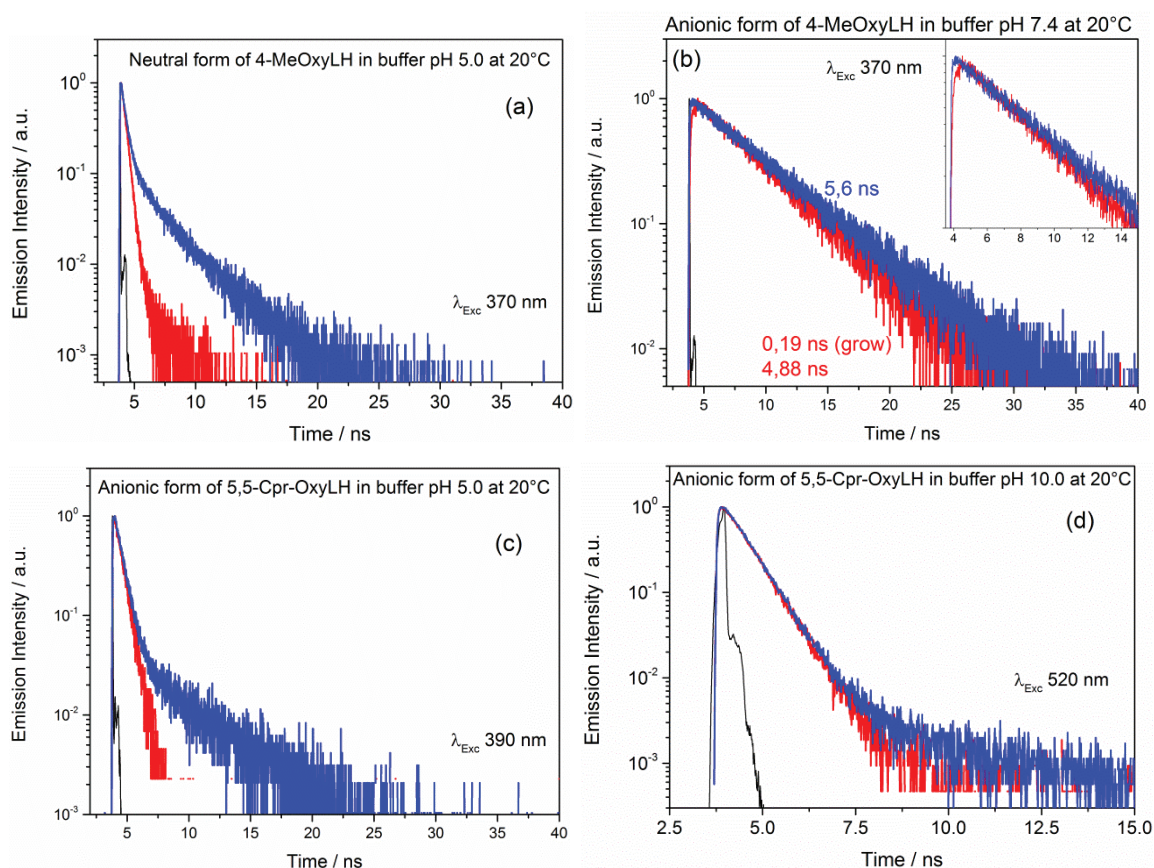 Neutral form of 4-MeOxyLH in buffer pH 5.0 at 20°C
(a)
λExc 370 nm
Emission Intensity / a.u.
10⁰
10⁻¹
10⁻²
10⁻³
5 10 15 20 25 30 35 40
Time / ns
Anionic form of 4-MeOxyLH in buffer pH 7.4 at 20°C
(b)
λExc 370 nm
4 6 8 10 12 14
5,6 ns
0,19 ns (grow)
4,88 ns
Emission Intensity / a.u.
10⁰
10⁻¹
10⁻²
5 10 15 20 25 30 35 40
Time / ns
Anionic form of 5,5-Cpr-OxyLH in buffer pH 5.0 at 20°C
(c)
λExc 390 nm
Emission Intensity / a.u.
10⁰
10⁻¹
10⁻²
10⁻³
5 10 15 20 25 30 35 40
Time / ns
Anionic form of 5,5-Cpr-OxyLH in buffer pH 10.0 at 20°C
(d)
λExc 520 nm
Emission Intensity / a.u.
10⁰
10⁻¹
10⁻²
10⁻³
2.5 5.0 7.5 10.0 12.5 15.0
Time / ns